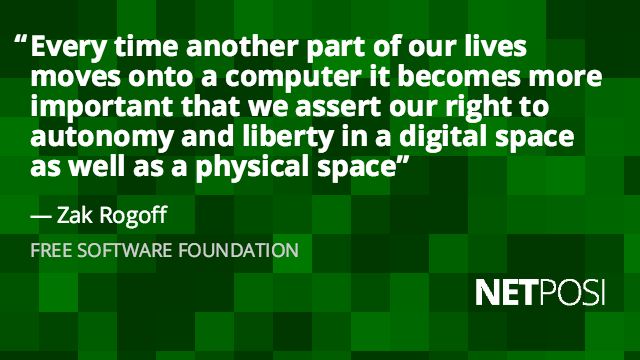 “Every time another part of our lives
moves onto a computer it becomes more
important that we assert our right to
autonomy and liberty in a digital space
as well as a physical space”
— Zak Rogoff
FREE SOFTWARE FOUNDATION
NETPOSI